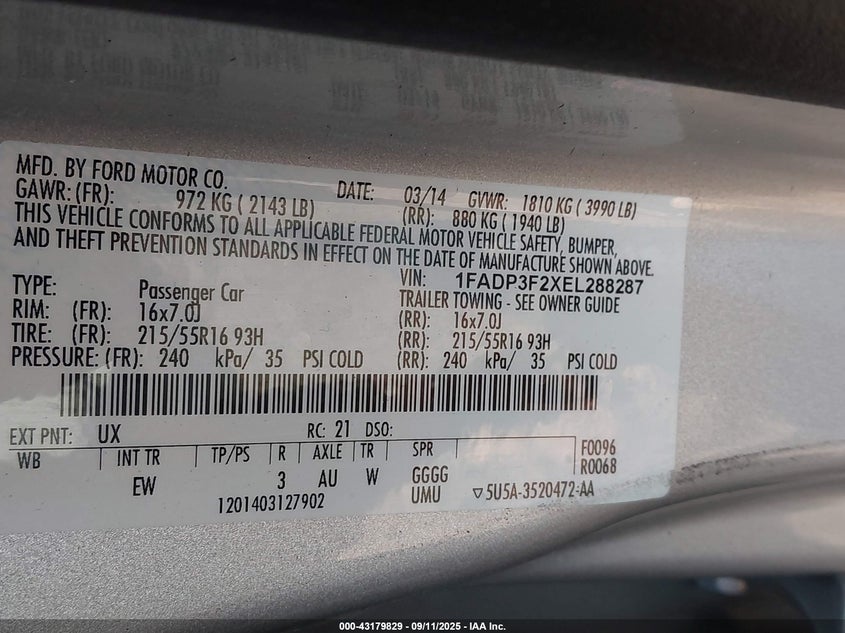 MFD. BY FORD MOTOR CO.
DATE: 03/14 GVWR: 1810 KG ( 3990 LB)
GAWR: (FR): 972 KG ( 2143 LB) (RR): 880 KG ( 1940 LB)
THIS VEHICLE CONFORMS TO ALL APPLICABLE FEDERAL MOTOR VEHICLE SAFETY, BUMPER,
AND THEFT PREVENTION STANDARDS IN EFFECT ON THE DATE OF MANUFACTURE SHOWN ABOVE.
VIN: 1FADP3F2XEL288287
TYPE: Passenger Car TRAILER TOWING - SEE OWNER GUIDE
RIM: (FR): 16x7.0J (RR): 16x7.0J
TIRE: (FR): 215/55R16 93H (RR): 215/55R16 93H
PRESSURE: (FR): 240 kPa/ 35 PSI COLD (RR): 240 kPa/ 35 PSI COLD
EXT PNT: UX RC: 21 DSO:
WB INT TR TP/PS R AXLE TR SPR F0096
R0068
EW 3 AU W GGGG
UMU
1201403127902 5U5A-3520472-AA
000-43179829 - 09/11/2025 - IAA Inc.